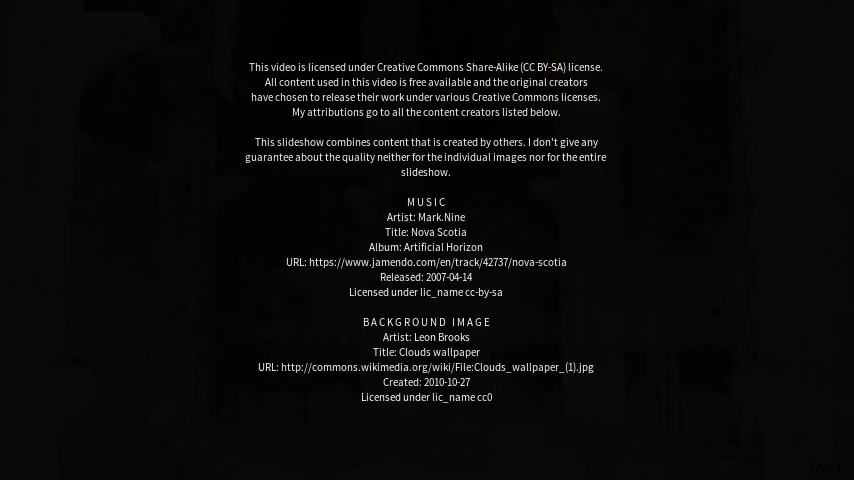 This video is licensed under Creative Commons Share-Alike (CC BY-SA) license.
All content used in this video is free available and the original creators
have chosen to release their work under various Creative Commons licenses.
My attributions go to all the content creators listed below.
This slideshow combines content that is created by others. I don't give any
guarantee about the quality neither for the individual images nor for the entire
slideshow.
MUSIC
Artist: Mark.Nine
Title: Nova Scotia
Album: Artificial Horizon
URL: https://www.jamendo.com/en/track/42737/nova-scotia
Released: 2007-04-14
Licensed under lic_name cc-by-sa
BACKGROUND IMAGE
Artist: Leon Brooks
Title: Clouds wallpaper
URL: http://commons.wikimedia.org/wiki/File:Clouds_wallpaper_(1).jpg
Created: 2010-10-27
Licensed under lic_name cc0